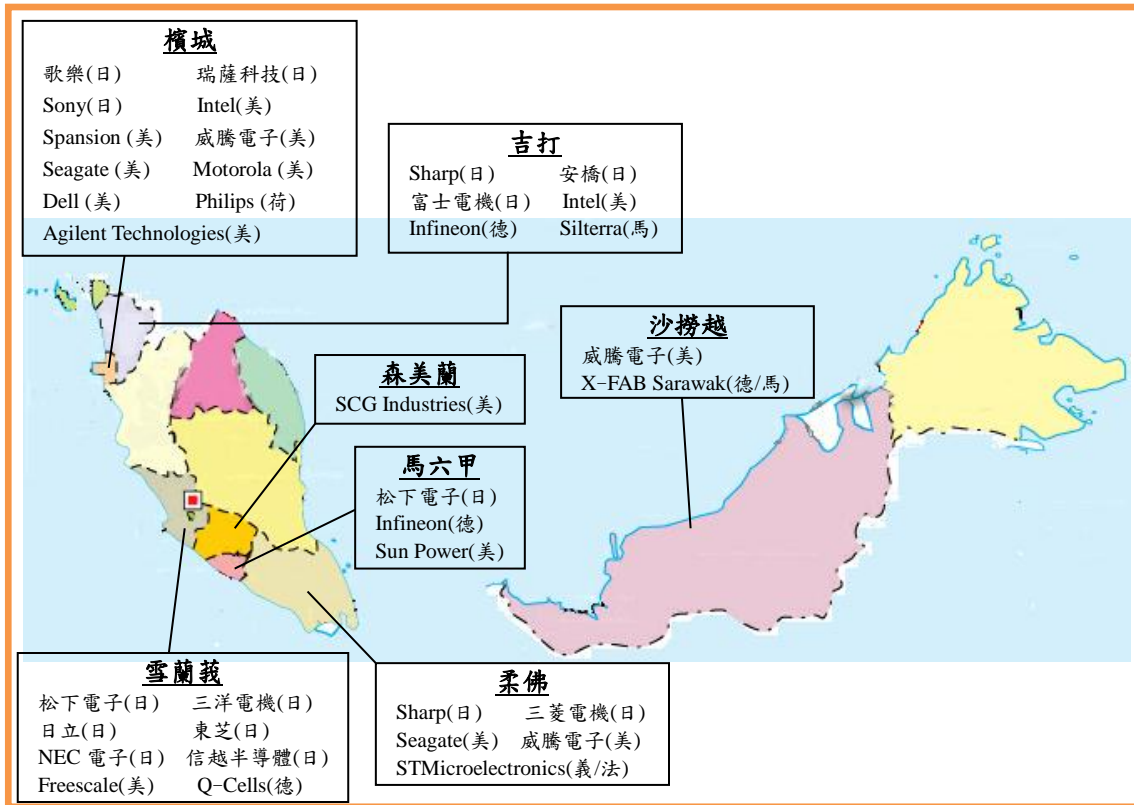 檳城
歌樂(日) 瑞薩科技(日)
Sony(日) Intel(美)
Spansion (美) 威騰電子(美)
Seagate (美) Motorola (美)
Dell (美) Philips (荷)
Agilent Technologies(美)
吉打
Sharp(日) 安橋(日)
富士電機(日) Intel(美)
Infineon(德) Silterra(馬)
沙撈越
威騰電子(美)
X-FAB Sarawak(德/馬)
森美蘭
SCG Industries(美)
馬六甲
松下電子(日)
Infineon(德)
Sun Power(美)
雪蘭莪
松下電子(日) 三洋電機(日)
日立(日) 東芝(日)
NEC 電子(日) 信越半導體(日)
Freescale(美) Q-Cells(德)
柔佛
Sharp(日) 三菱電機(日)
Seagate(美) 威騰電子(美)
STMicroelectronics(義/法)